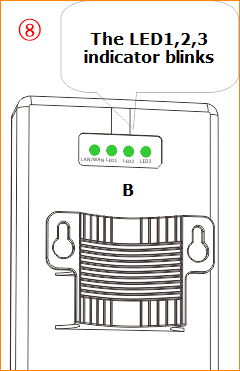 ⑧
The LED1,2,3
indicator blinks
LAN/WAN LED1 LED2 LED3
B